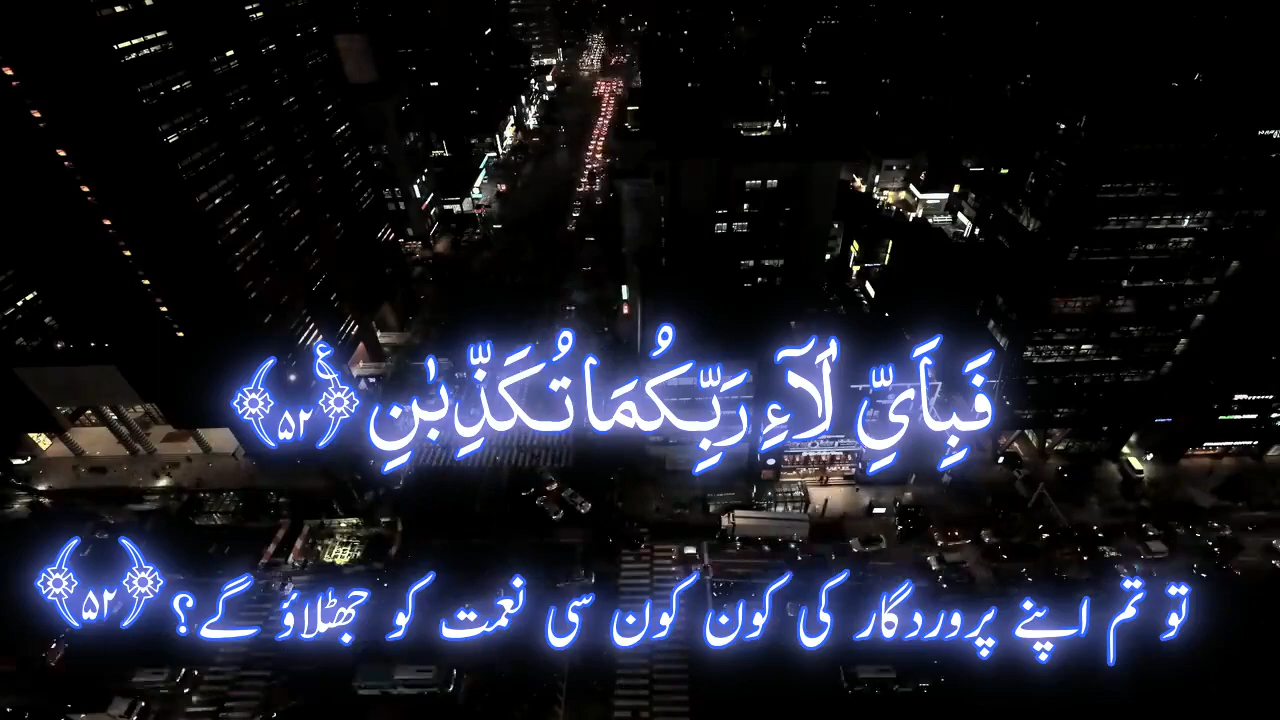 فَبِاَيِّ اٰلَآءِ رَبِّكُمَا تُكَذِّبٰنِ ﴿۵۲﴾ۚ
تو تم اپنے پروردگار کی کون کون سی نعمت کو جھٹلاؤ گے؟ ﴿۵۲﴾